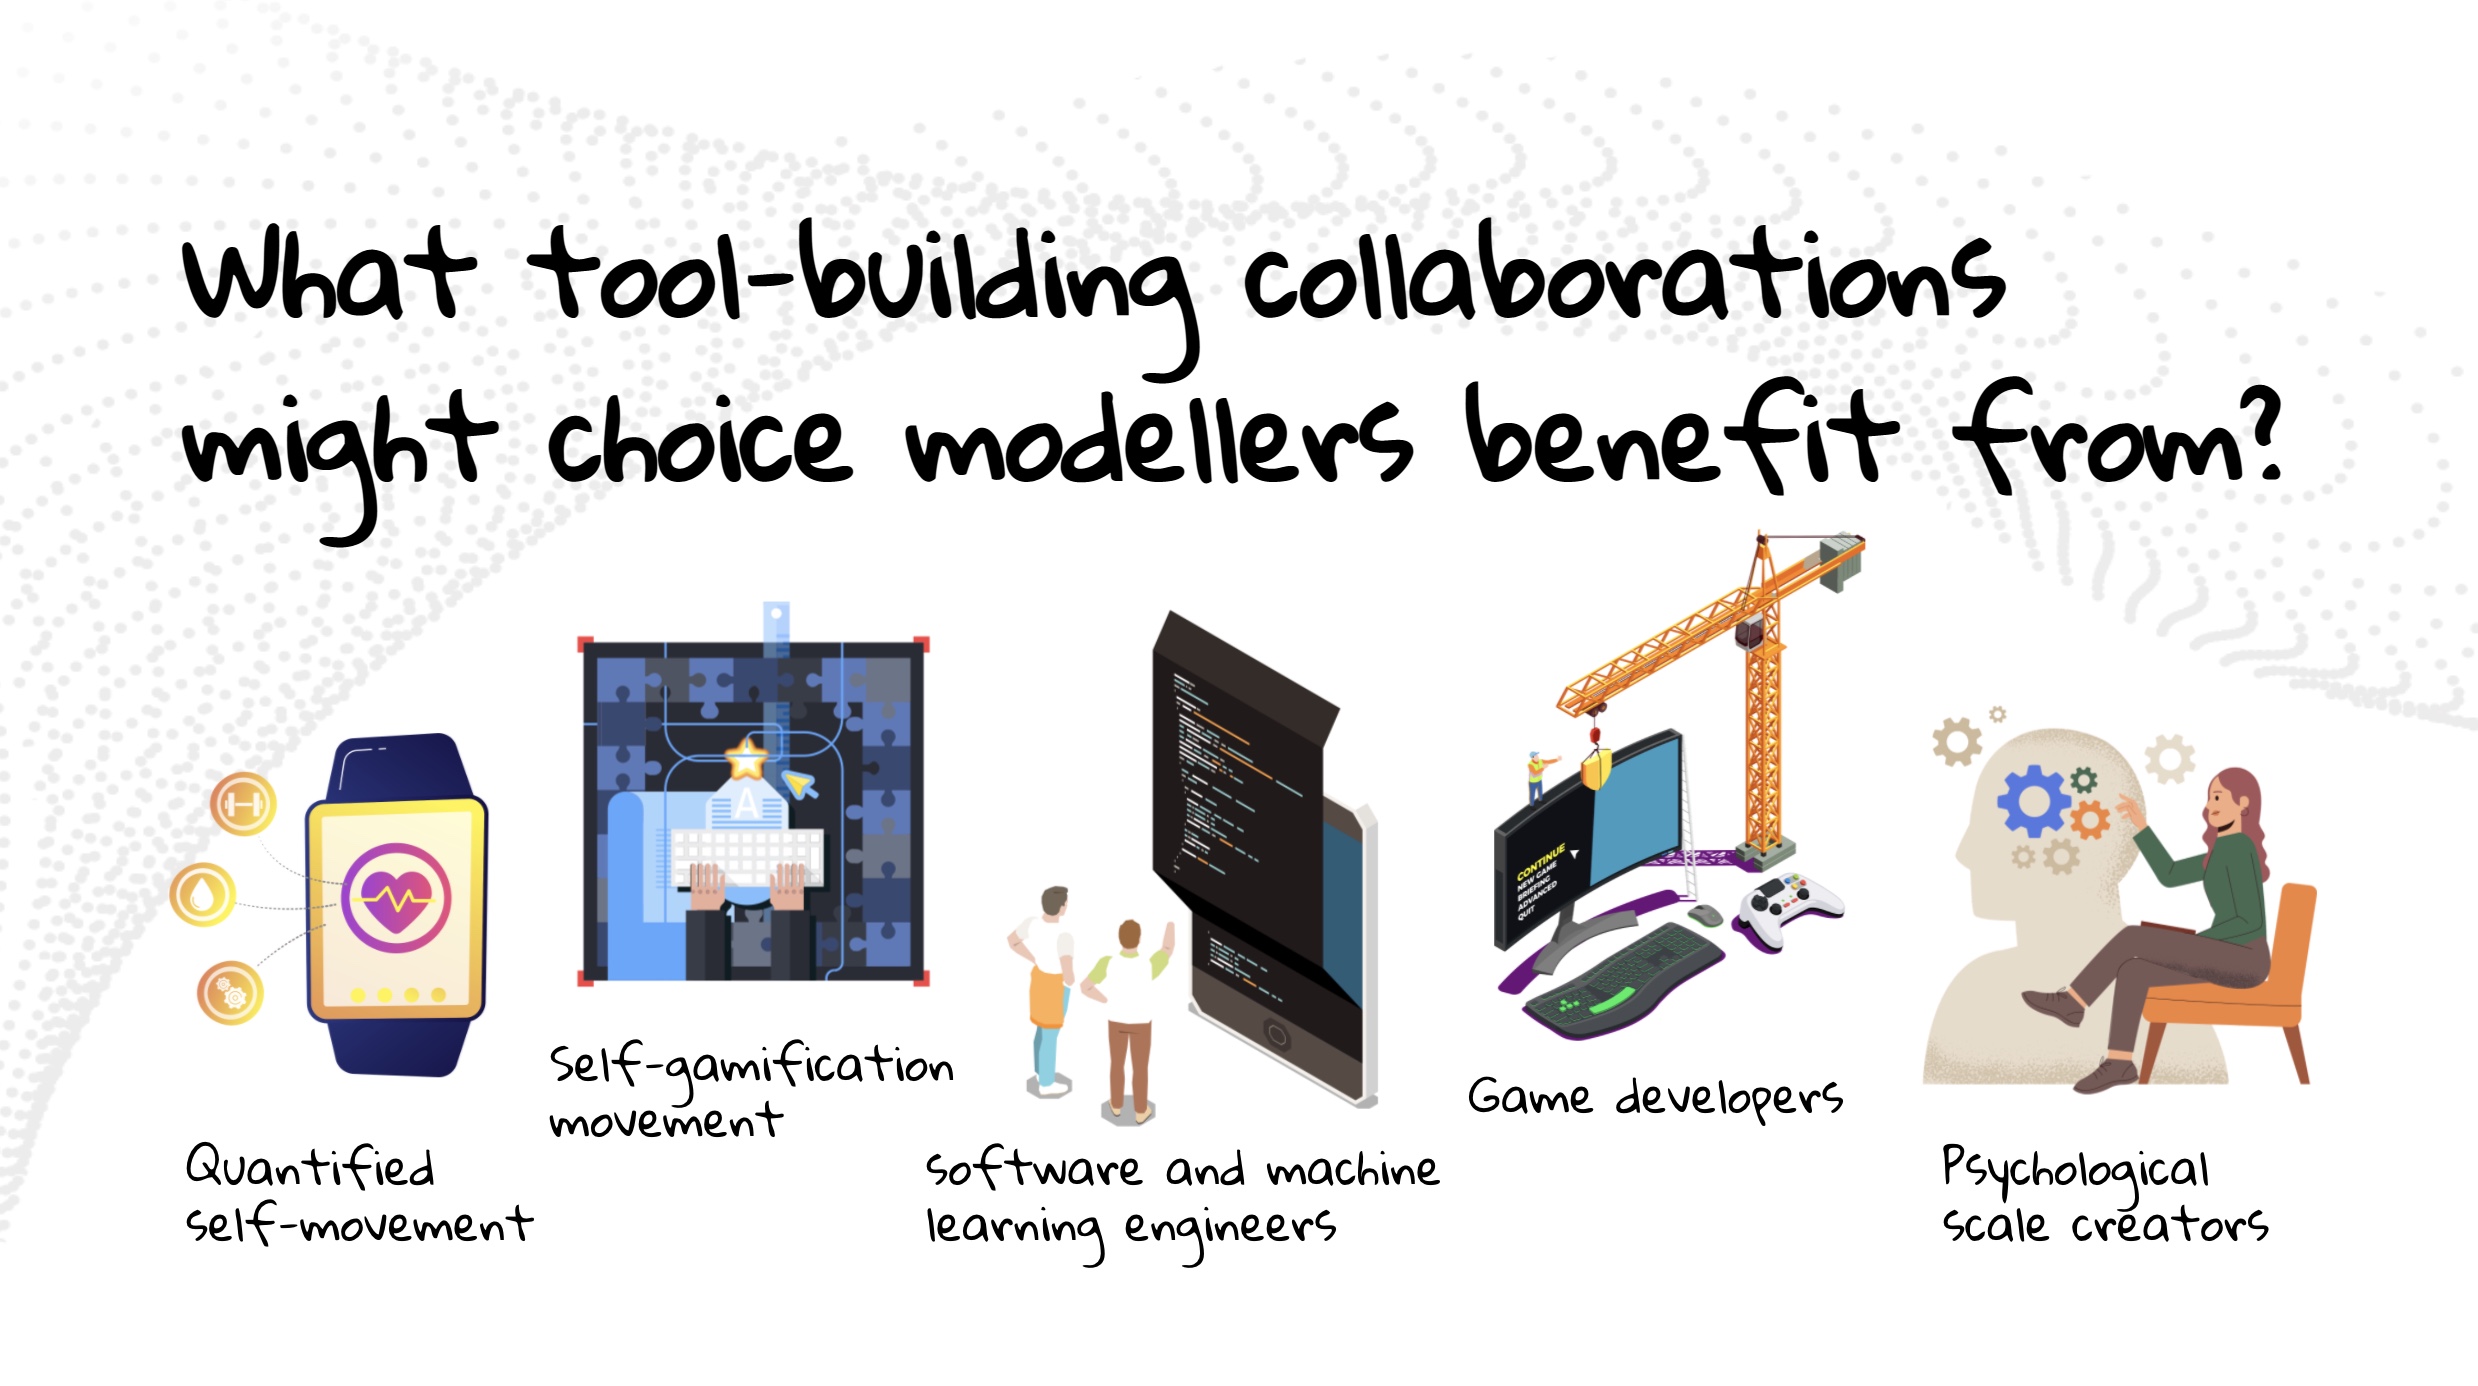 What tool-building collaborations
might choice modellers benefit from?
A
CONTINUE
NEW GAME
BRIEFING
ADVANCED
QUIT
Self-gamification
movement
Game developers
Quantified
self-movement
Software and machine
learning engineers
Psychological
scale creators